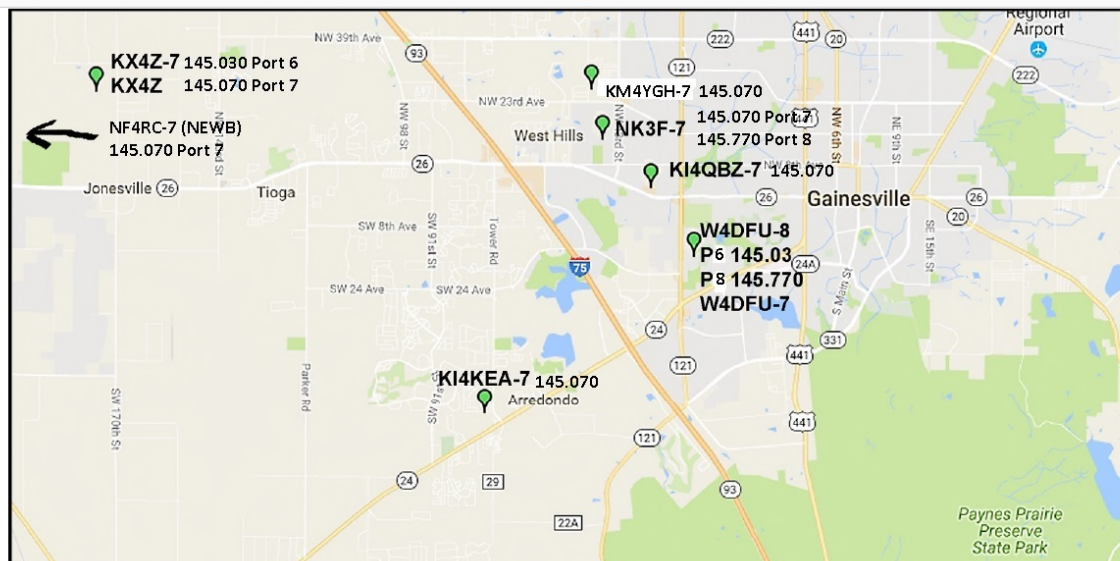 Regional
Airport
NW 39th Ave
93
222
441
20
121
222
KX4Z-7 145.030 Port 6
KX4Z 145.070 Port 7
KM4YGH-7 145.070
NW 23rd Ave
NF4RC-7 (NEWB)
145.070 Port 7
NW 98 St
West Hills
NK3F-7
145.070 Port 7
145.770 Port 8
NW 6th St
NE 9th St
26
KI4QBZ-7 145.070
NW 8th Ave
Jonesville
26
Tioga
26
Gainesville
26
20
SW 8th Ave
SW 91st St
Tower Rd
SE 15th St
W4DFU-8
P6 145.03
P8 145.770
W4DFU-7
24A
75
SW 24 Ave
SW 24 Ave
S Main St
24
331
441
121
Parker Rd
KI4KEA-7 145.070
Arredondo
SW 170th St
441
121
24
29
93
22A
Paynes Prairie
Preserve
State Park